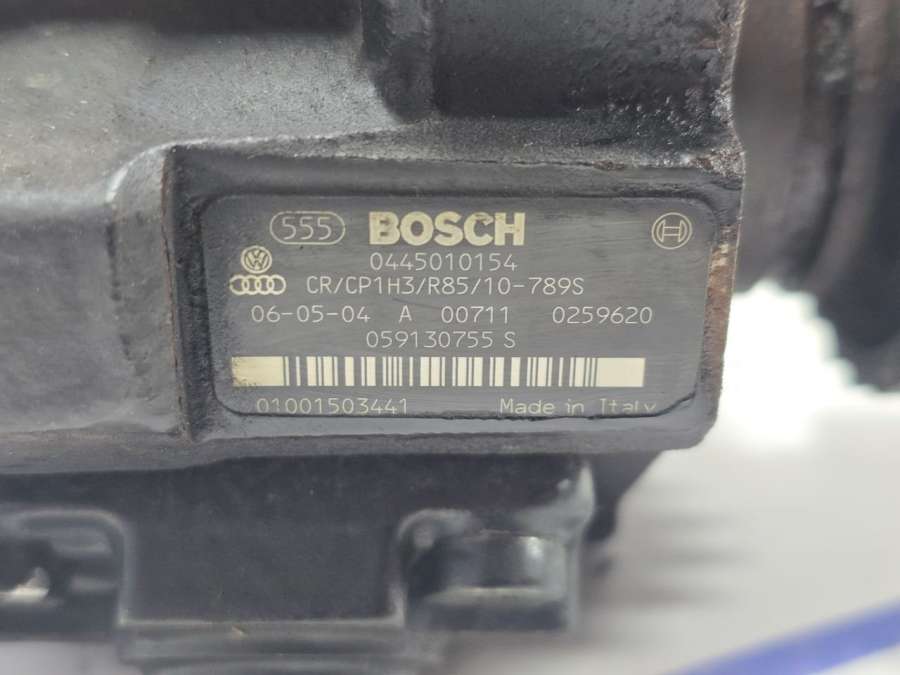 555 BOSCH
0445010154
CR/CP1H3/R85/10-789S
06-05-04 A 00711 0259620
059130755 S
01001503441 Made in Italy